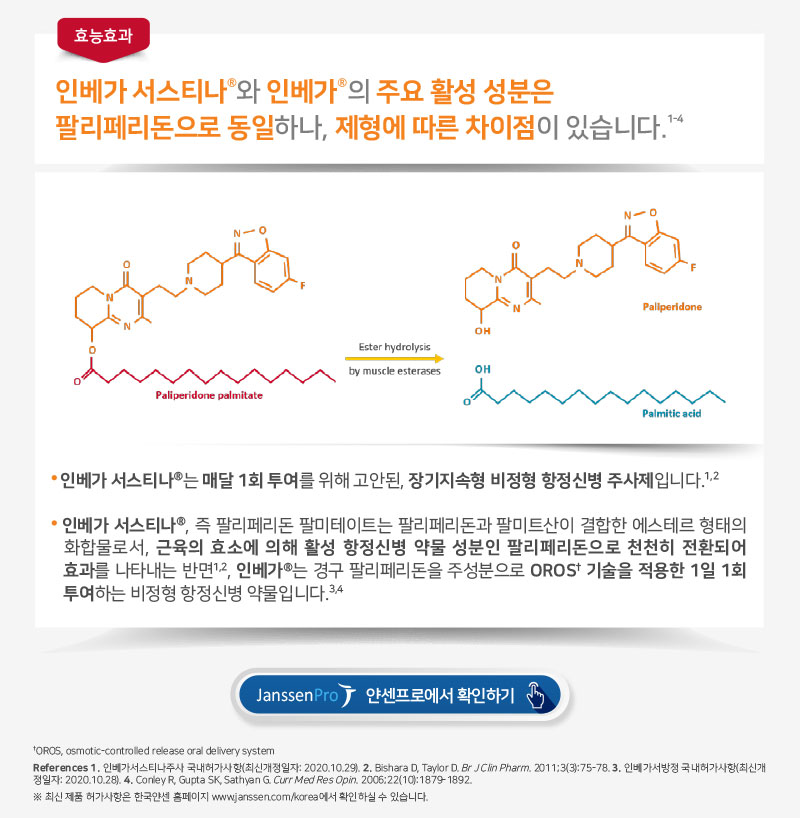 효능효과
인베가 서스티나®와 인베가®의 주요 활성 성분은
팔리페리돈으로 동일하나, 제형에 따른 차이점이 있습니다.1-4
N
O
O
N
F
N
N
O
O
Paliperidone palmitate
Ester hydrolysis
by muscle esterases
N
O
O
N
F
N
N
OH
Paliperidone
OH
O
Palmitic acid
•인베가 서스티나®는 매달 1회 투여를 위해 고안된, 장기지속형 비정형 항정신병 주사제입니다.1,2
•인베가 서스티나®, 즉 팔리페리돈 팔미테이트는 팔리페리돈과 팔미트산이 결합한 에스테르 형태의
화합물로서, 근육의 효소에 의해 활성 항정신병 약물 성분인 팔리페리돈으로 천천히 전환되어
효과를 나타내는 반면1,2, 인베가®는 경구 팔리페리돈을 주성분으로 OROS† 기술을 적용한 1일 1회
투여하는 비정형 항정신병 약물입니다.3,4
JanssenPro 얀센프로에서 확인하기
†OROS, osmotic-controlled release oral delivery system
References 1. 인베가서스티나주사 국내허가사항(최신개정일자: 2020.10.29). 2. Bishara D, Taylor D. Br J Clin Pharm. 2011;3(3):75-78. 3. 인베가서방정 국내허가사항(최신개
정일자: 2020.10.28). 4. Conley R, Gupta SK, Sathyan G. Curr Med Res Opin. 2006;22(10):1879-1892.
※ 최신 제품 허가사항은 한국얀센 홈페이지 www.janssen.com/korea에서 확인하실 수 있습니다.